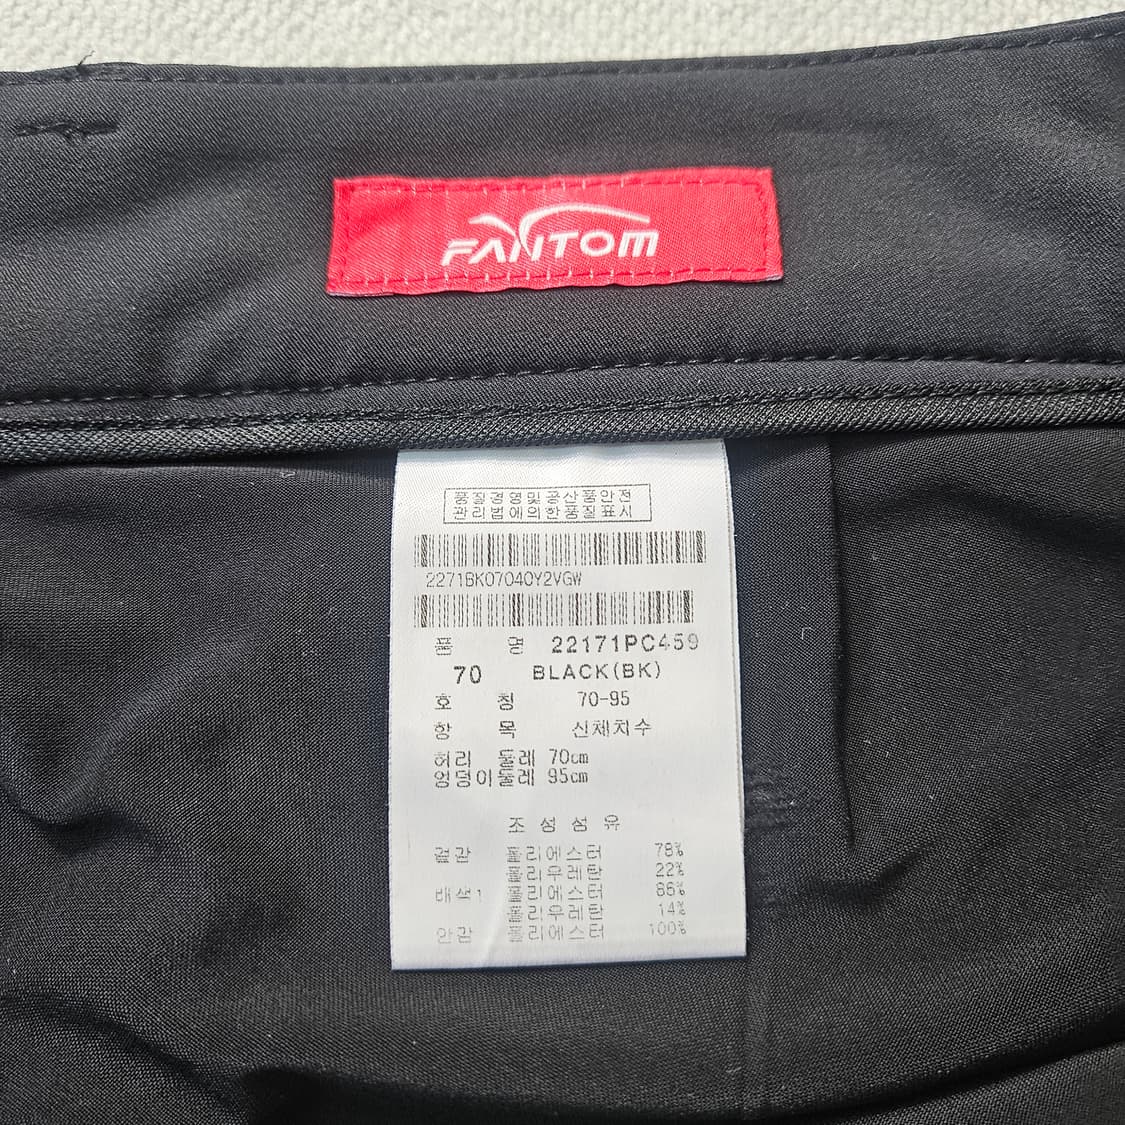 FANTOM
품질경영및공산품안전
관리법에의한품질표시
2271BK07040Y2VGW
품 명 22171PC459
70 BLACK(BK)
호 칭 70-95
항 목 신체치수
허리 둘레 70cm
엉덩이둘레 95cm
조 성 섬 유
겉감 폴리에스터 78%
폴리우레탄 22%
배색1 폴리에스터 86%
폴리우레탄 14%
안감 폴리에스터 100%